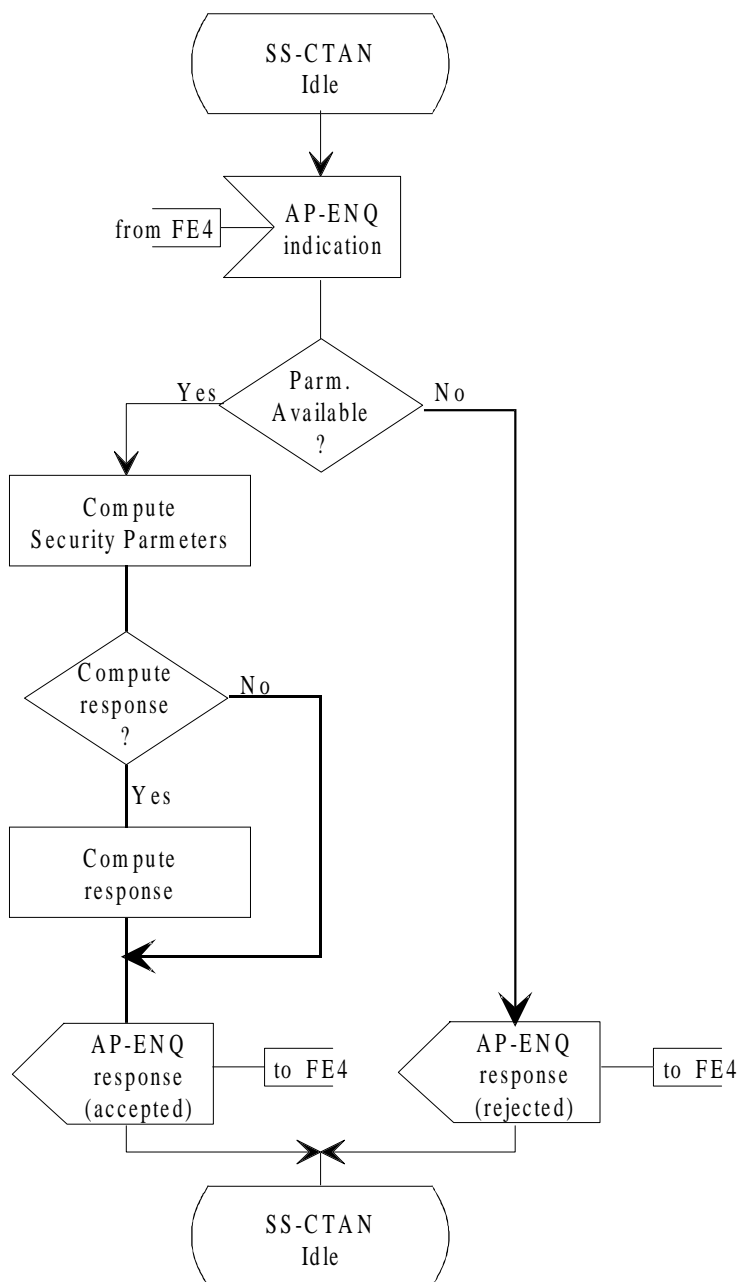 SS-CTAN
Idle
AP-ENQ
indication
from FE4
Parm.
Available
?
Yes
No
Compute
Security Parmeters
Compute
response
?
No
Yes
Compute
response
AP-ENQ
response
(accepted)
to FE4
AP-ENQ
response
(rejected)
to FE4
SS-CTAN
Idle